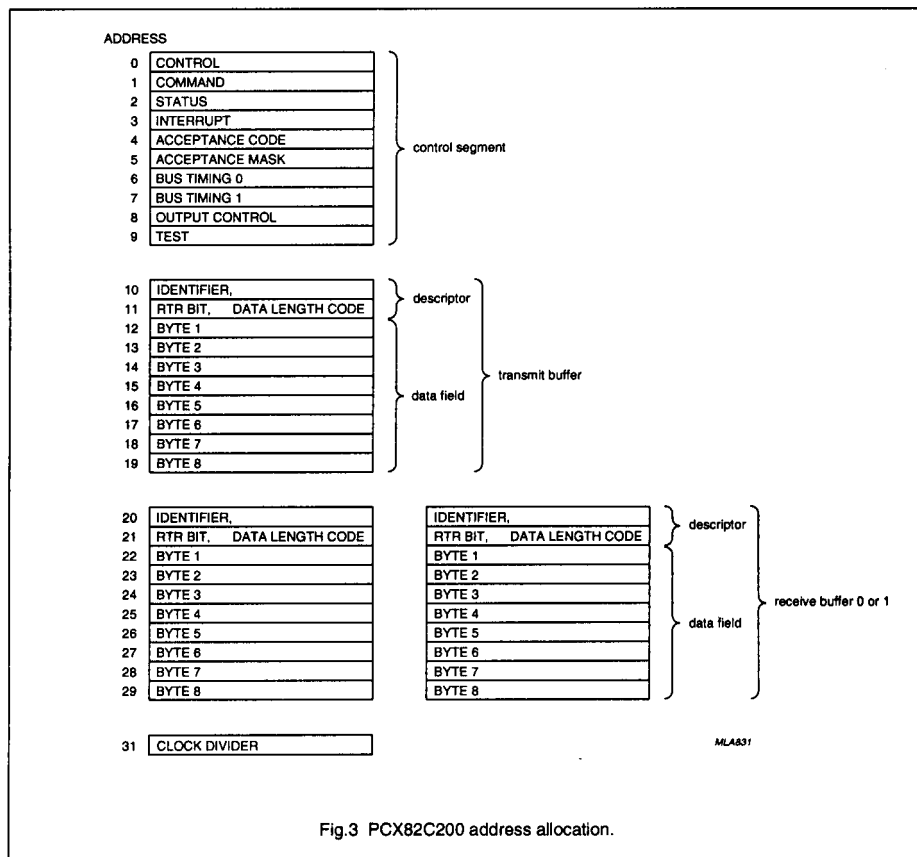 ADDRESS
0 CONTROL
1 COMMAND
2 STATUS
3 INTERRUPT
4 ACCEPTANCE CODE
5 ACCEPTANCE MASK
6 BUS TIMING 0
7 BUS TIMING 1
8 OUTPUT CONTROL
9 TEST
control segment
10 IDENTIFIER,
11 RTR BIT, DATA LENGTH CODE
12 BYTE 1
13 BYTE 2
14 BYTE 3
15 BYTE 4
16 BYTE 5
17 BYTE 6
18 BYTE 7
19 BYTE 8
descriptor
data field
transmit buffer
20 IDENTIFIER, IDENTIFIER,
21 RTR BIT, DATA LENGTH CODE RTR BIT, DATA LENGTH CODE
22 BYTE 1 BYTE 1
23 BYTE 2 BYTE 2
24 BYTE 3 BYTE 3
25 BYTE 4 BYTE 4
26 BYTE 5 BYTE 5
27 BYTE 6 BYTE 6
28 BYTE 7 BYTE 7
29 BYTE 8 BYTE 8
descriptor
data field
receive buffer 0 or 1
31 CLOCK DIVIDER
MLA831
Fig.3 PCX82C200 address allocation.